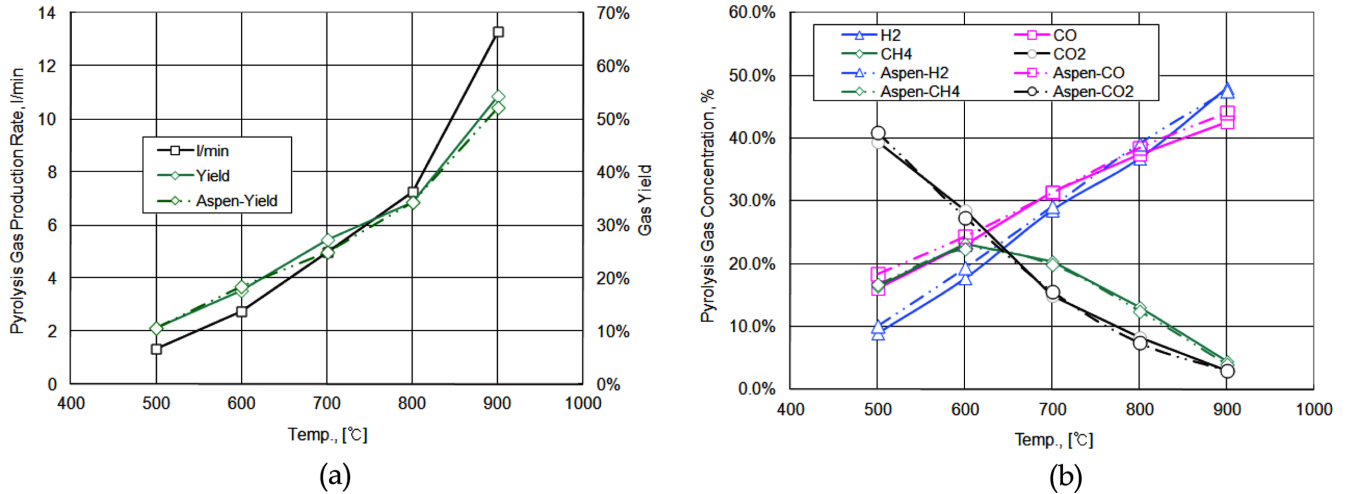 14
12
10
8
6
4
2
0
Pyrolysis Gas Production Rate, l/min
l/min
Yield
Aspen-Yield
70%
60%
50%
40%
30%
20%
10%
0%
Gas Yield
400 500 600 700 800 900 1000
Temp., [℃]
(a)
60.0%
50.0%
40.0%
30.0%
20.0%
10.0%
0.0%
Pyrolysis Gas Concentration, %
H2 CO
CH4 CO2
Aspen-H2 Aspen-CO
Aspen-CH4 Aspen-CO2
400 500 600 700 800 900 1000
Temp., [℃]
(b)